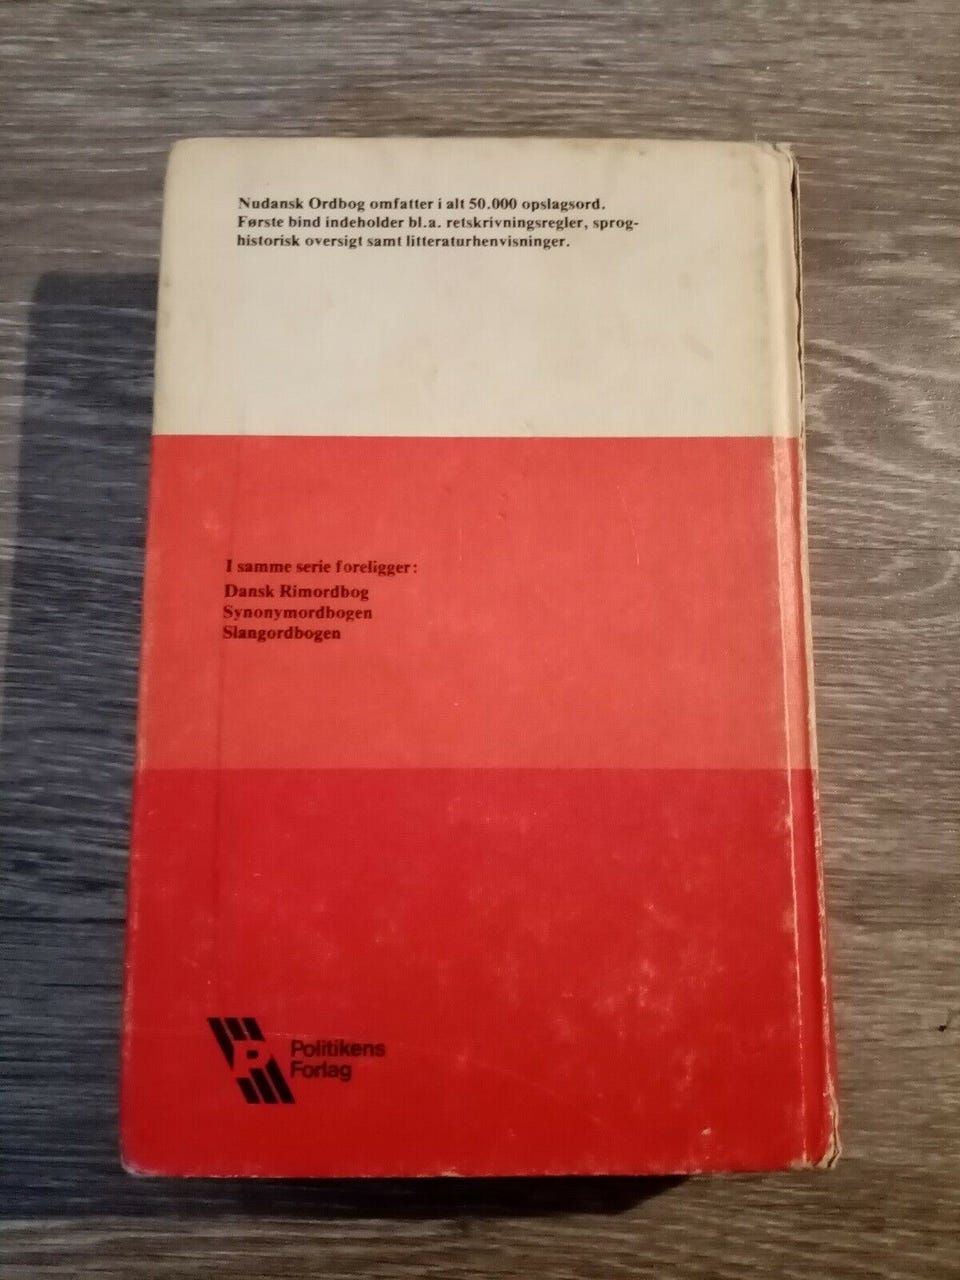 Nudansk Ordbog omfatter i alt 50.000 opslagsord.
Første bind indeholder bl.a. retskrivningsregler, sprog-
historisk oversigt samt litteraturhenvisninger.
I samme serie foreligger:
Dansk Rimordbog
Synonymordbogen
Slangordbogen
P
Politikens
Forlag